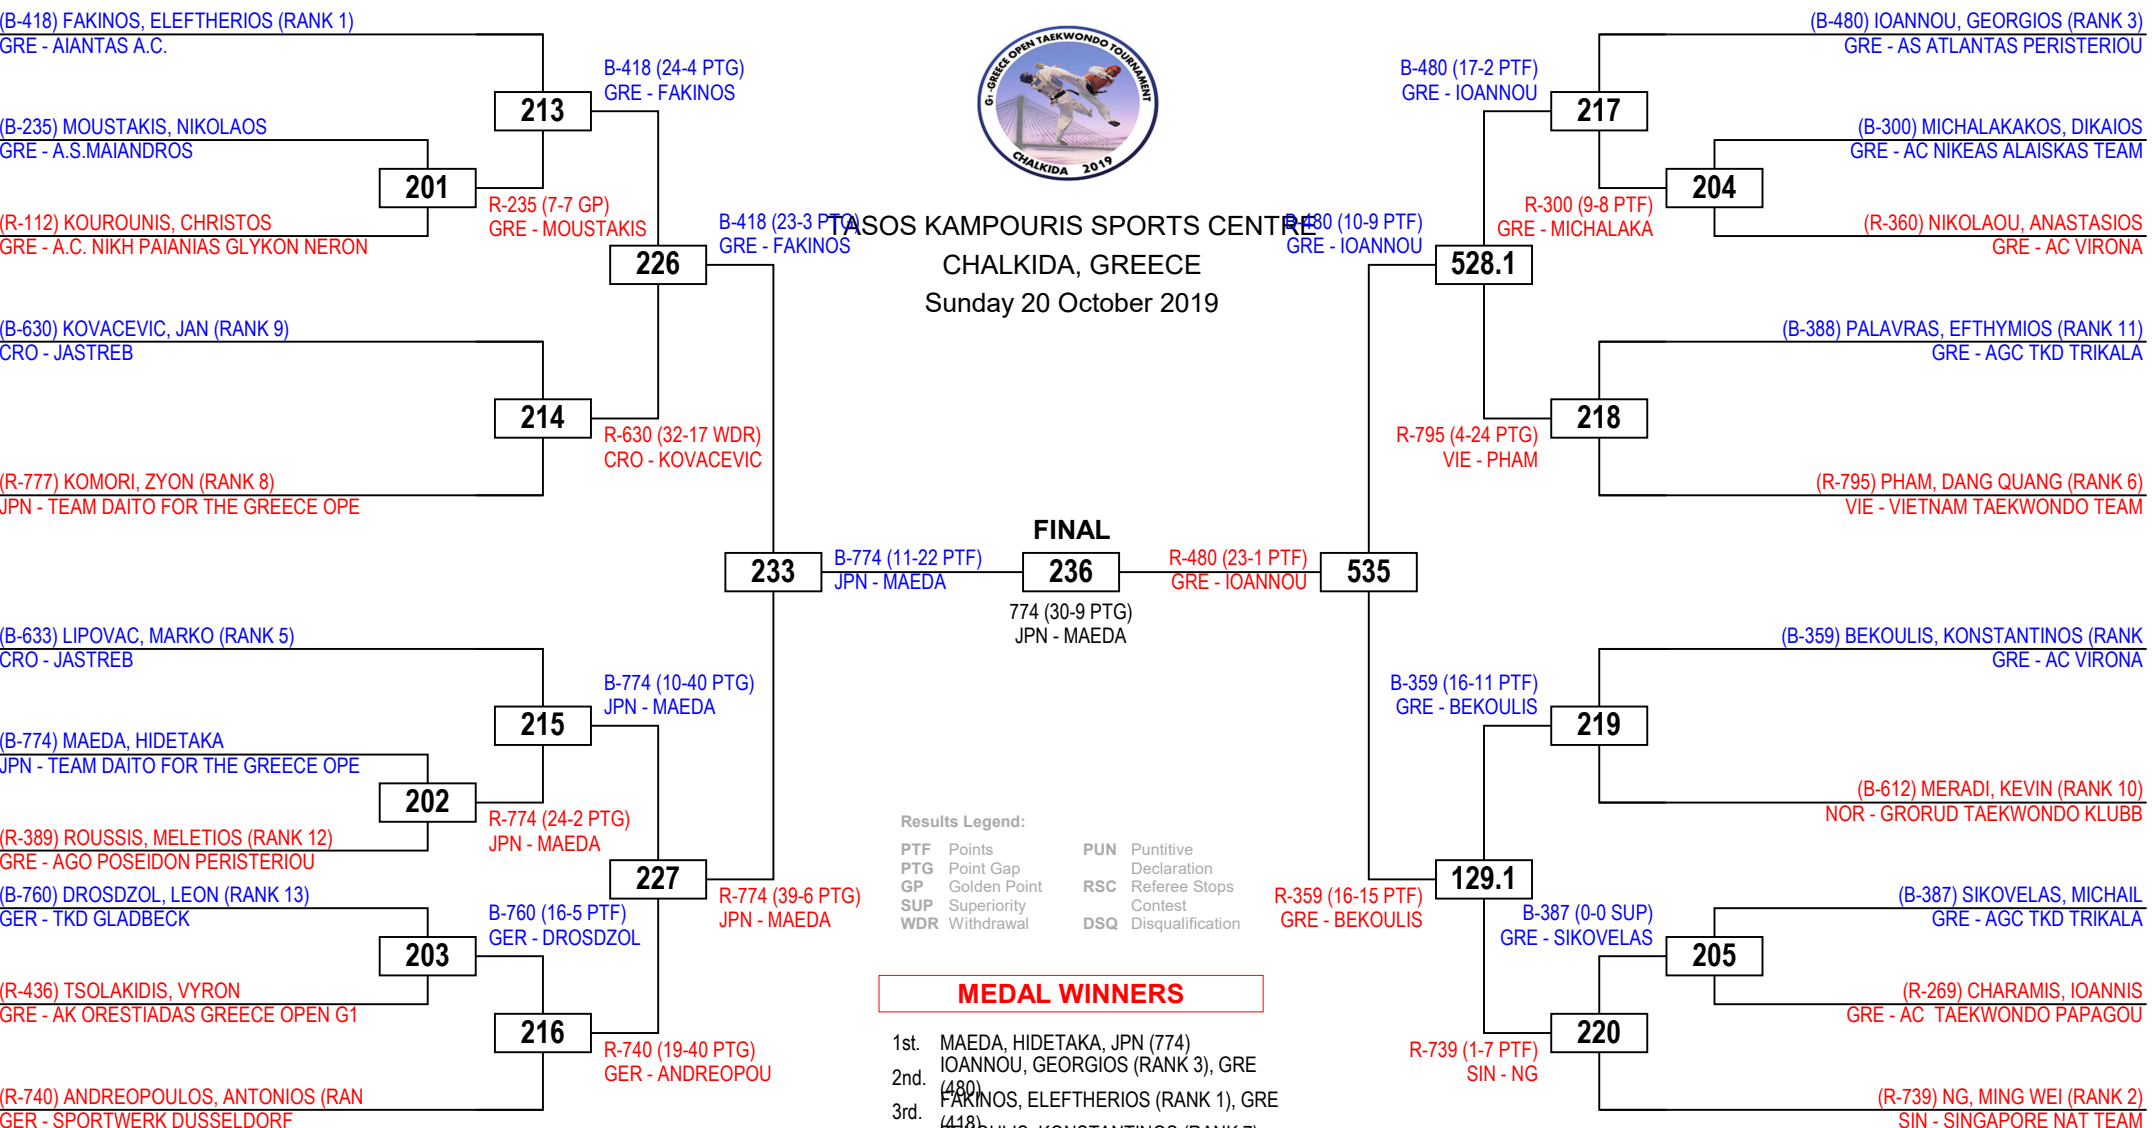 (B-418) FAKINOS, ELEFTHERIOS (RANK 1)
GRE - AIANTAS A.C.
B-418 (24-4 PTG)
GRE - FAKINOS
213
(B-235) MOUSTAKIS, NIKOLAOS
GRE - A.S.MAIANDROS
201
R-235 (7-7 GP)
GRE - MOUSTAKIS
(R-112) KOUROUNIS, CHRISTOS
GRE - A.C. NIKH PAIANIAS GLYKON NERON
B-418 (23-3 PTG)
GRE - FAKINOS
226
(B-630) KOVACEVIC, JAN (RANK 9)
CRO - JASTREB
214
R-630 (32-17 WDR)
CRO - KOVACEVIC
(R-777) KOMORI, ZYON (RANK 8)
JPN - TEAM DAITO FOR THE GREECE OPE
233
B-774 (11-22 PTF)
JPN - MAEDA
(B-633) LIPOVAC, MARKO (RANK 5)
CRO - JASTREB
B-774 (10-40 PTG)
JPN - MAEDA
215
(B-774) MAEDA, HIDETAKA
JPN - TEAM DAITO FOR THE GREECE OPE
202
R-774 (24-2 PTG)
JPN - MAEDA
(R-389) ROUSSIS, MELETIOS (RANK 12)
GRE - AGO POSEIDON PERISTERIOU
227
R-774 (39-6 PTG)
JPN - MAEDA
(B-760) DROSDZOL, LEON (RANK 13)
GER - TKD GLADBECK
B-760 (16-5 PTF)
GER - DROSDZOL
203
(R-436) TSOLAKIDIS, VYRON
GRE - AK ORESTIADAS GREECE OPEN G1
216
R-740 (19-40 PTG)
GER - ANDREOPOU
(R-740) ANDREOPOULOS, ANTONIOS (RAN
GER - SPORTWERK DUSSELDORF
G1 -GREECE OPEN TAEKWONDO TOURNAMENT
CHALKIDA 2019
TASOS KAMPOURIS SPORTS CENTRE
CHALKIDA, GREECE
Sunday 20 October 2019
FINAL
236
774 (30-9 PTG)
JPN - MAEDA
Results Legend:
PTF Points
PTG Point Gap
GP Golden Point
SUP Superiority
WDR Withdrawal
PUN Puntitive
Declaration
RSC Referee Stops
Contest
DSQ Disqualification
MEDAL WINNERS
1st. MAEDA, HIDETAKA, JPN (774)
2nd. IOANNOU, GEORGIOS (RANK 3), GRE
(480)
3rd. FAKINOS, ELEFTHERIOS (RANK 1), GRE
(418)
(B-480) IOANNOU, GEORGIOS (RANK 3)
GRE - AS ATLANTAS PERISTERIOU
B-480 (17-2 PTF)
GRE - IOANNOU
217
(B-300) MICHALAKAKOS, DIKAIOS
GRE - AC NIKEAS ALAISKAS TEAM
204
R-300 (9-8 PTF)
GRE - MICHALAKA
(R-360) NIKOLAOU, ANASTASIOS
GRE - AC VIRONA
B-480 (10-9 PTF)
GRE - IOANNOU
528.1
(B-388) PALAVRAS, EFTHYMIOS (RANK 11)
GRE - AGC TKD TRIKALA
218
R-795 (4-24 PTG)
VIE - PHAM
(R-795) PHAM, DANG QUANG (RANK 6)
VIE - VIETNAM TAEKWONDO TEAM
R-480 (23-1 PTF)
GRE - IOANNOU
535
(B-359) BEKOULIS, KONSTANTINOS (RANK
GRE - AC VIRONA
B-359 (16-11 PTF)
GRE - BEKOULIS
219
(B-612) MERADI, KEVIN (RANK 10)
NOR - GRORUD TAEKWONDO KLUBB
129.1
R-359 (16-15 PTF)
GRE - BEKOULIS
(B-387) SIKOVELAS, MICHAIL
GRE - AGC TKD TRIKALA
B-387 (0-0 SUP)
GRE - SIKOVELAS
205
(R-269) CHARAMIS, IOANNIS
GRE - AC TAEKWONDO PAPAGOU
220
R-739 (1-7 PTF)
SIN - NG
(R-739) NG, MING WEI (RANK 2)
SIN - SINGAPORE NAT TEAM